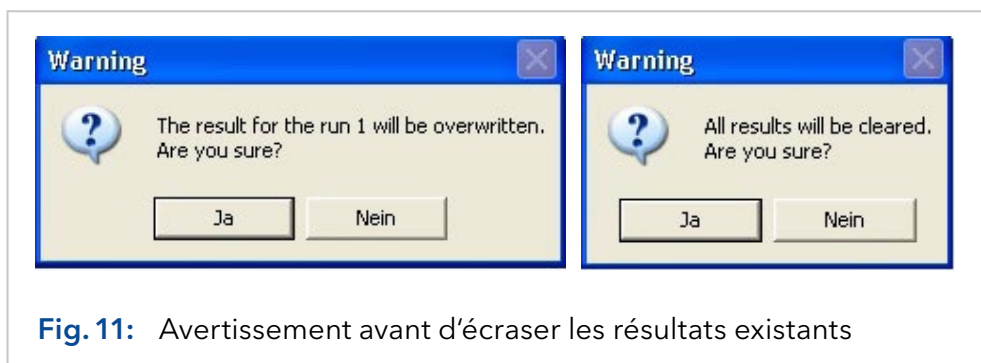 Warning
The result for the run 1 will be overwritten.
Are you sure?
Ja
Nein
Warning
All results will be cleared.
Are you sure?
Ja
Nein
Fig. 11: Avertissement avant d‘écraser les résultats existants